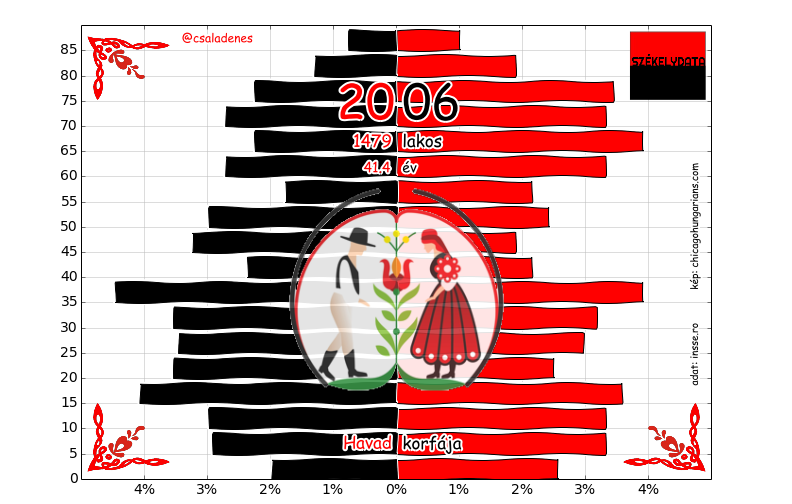 @csaladenes
SZÉKELYDATA
2006
1479 lakos
41.4 év
kép: chicagohungarians.com
adat: insse.ro
Havad korfája
85
80
75
70
65
60
55
50
45
40
35
30
25
20
15
10
5
0
4% 3% 2% 1% 0% 1% 2% 3% 4%